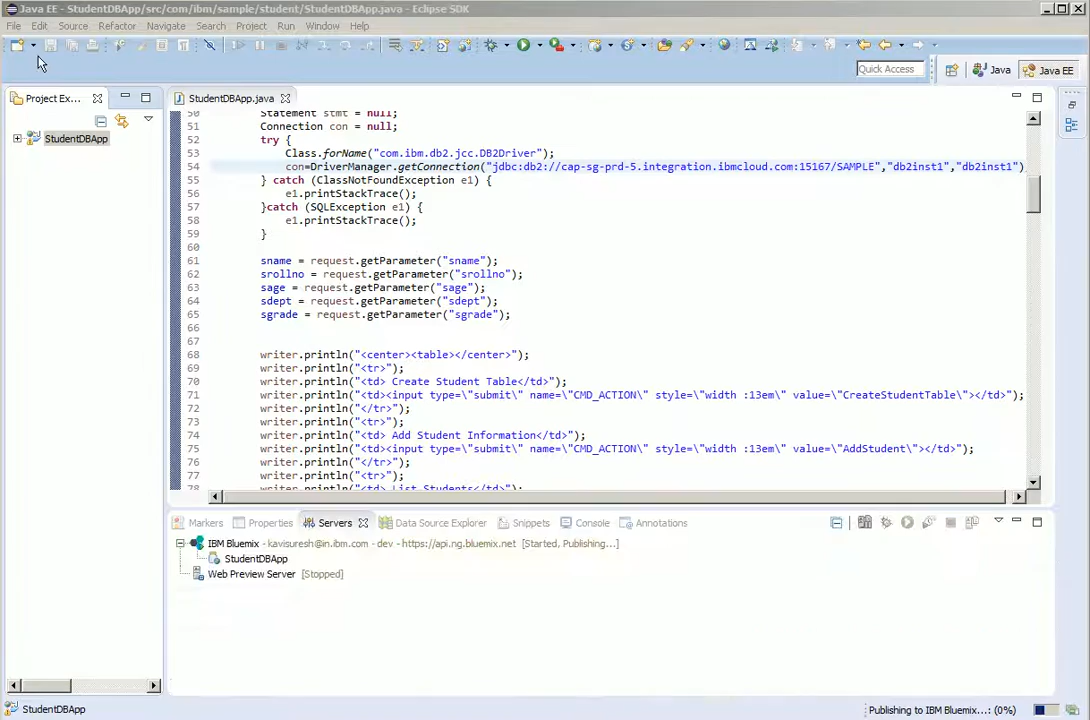 Java EE - StudentDBApp/src/com/ibm/sample/student/StudentDBApp.java - Eclipse SDK
File Edit Source Refactor Navigate Search Project Run Window Help
Quick Access Java Java EE
Project Ex... StudentDBApp.java
StudentDBApp
50 Statement stmt = null;
51 Connection con = null;
52 try {
53 Class.forName("com.ibm.db2.jcc.DB2Driver");
54 con=DriverManager.getConnection("jdbc:db2://cap-sg-prd-5.integration.ibmcloud.com:15167/SAMPLE","db2inst1","db2inst1")
55 } catch (ClassNotFoundException e1) {
56 e1.printStackTrace();
57 }catch (SQLException e1) {
58 e1.printStackTrace();
59 }
60
61 sname = request.getParameter("sname");
62 srollno = request.getParameter("srollno");
63 sage = request.getParameter("sage");
64 sdept = request.getParameter("sdept");
65 sgrade = request.getParameter("sgrade");
66
67
68 writer.println("<center><table></center>");
69 writer.println("<tr>");
70 writer.println("<td> Create Student Table</td>");
71 writer.println("<td><input type=\"submit\" name=\"CMD_ACTION\" style=\"width :13em\" value=\"CreateStudentTable\"></td>");
72 writer.println("</tr>");
73 writer.println("<tr>");
74 writer.println("<td> Add Student Information</td>");
75 writer.println("<td><input type=\"submit\" name=\"CMD_ACTION\" style=\"width :13em\" value=\"AddStudent\"></td>");
76 writer.println("</tr>");
77 writer.println("<tr>");
78 writer.println("<td> List Students</td>");
Markers Properties Servers Data Source Explorer Snippets Console Annotations
IBM Bluemix - kavisuresh@in.ibm.com - dev - https://api.ng.bluemix.net [Started, Publishing...]
StudentDBApp
Web Preview Server [Stopped]
StudentDBApp Publishing to IBM Bluemix...: (0%)